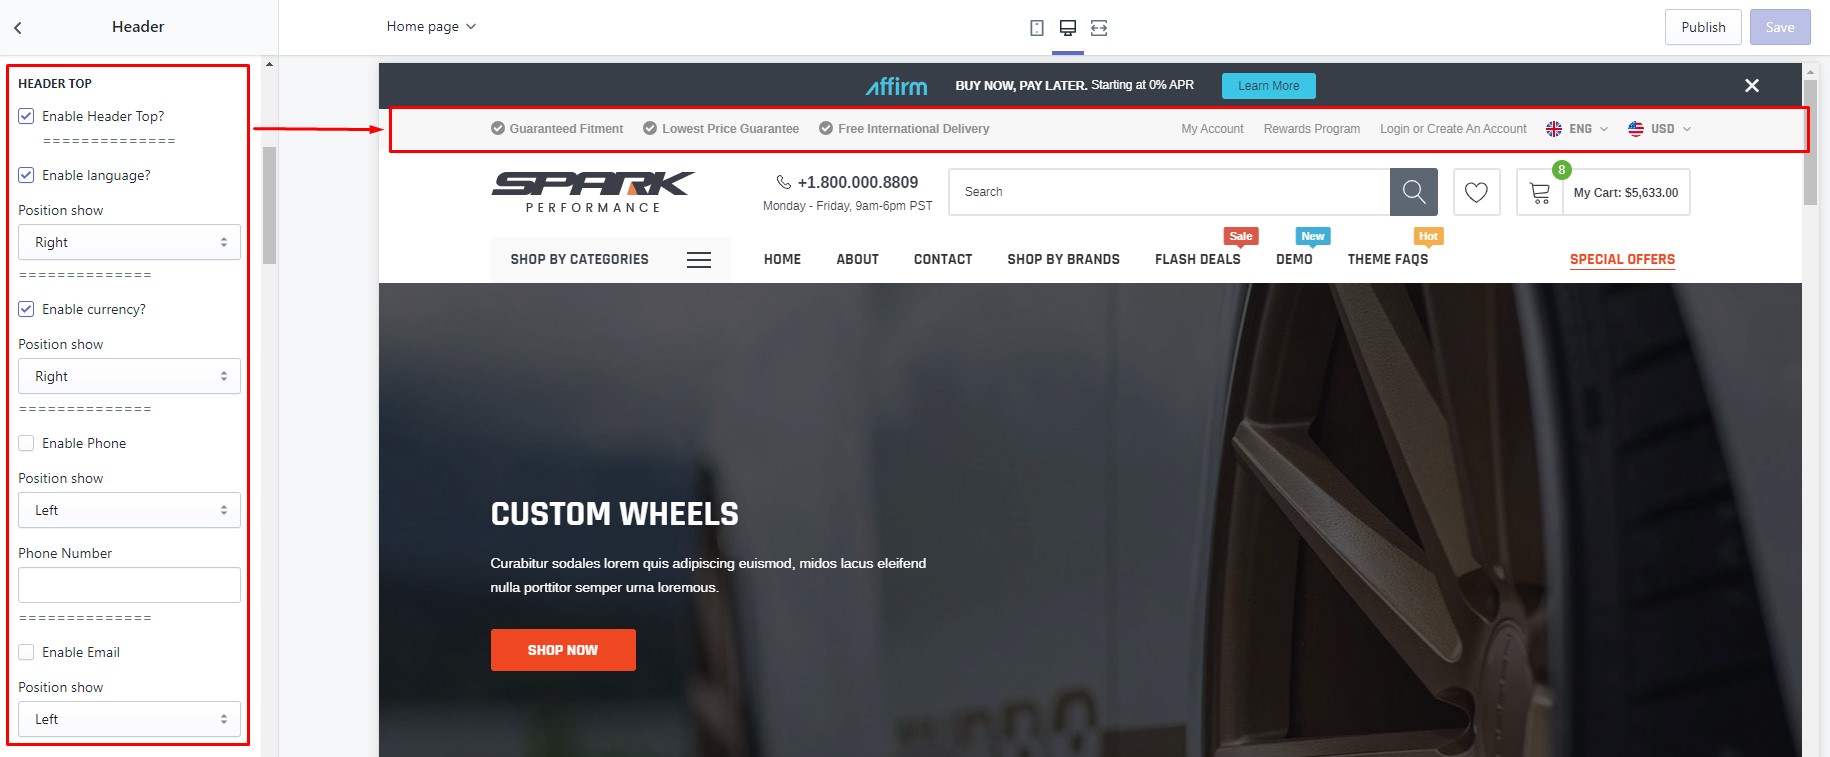 Header
Home page
Publish
Save
HEADER TOP
Enable Header Top?
==============
Enable language?
Position show
Right
==============
Enable currency?
Position show
Right
==============
Enable Phone
Position show
Left
Phone Number
==============
Enable Email
Position show
Left
affirm
BUY NOW, PAY LATER. Starting at 0% APR
Learn More
Guaranteed Fitment
Lowest Price Guarantee
Free International Delivery
My Account
Rewards Program
Login or Create An Account
ENG
USD
SPARK
PERFORMANCE
+1.800.000.8809
Monday - Friday, 9am-6pm PST
Search
8
My Cart: $5,633.00
Sale
New
Hot
SHOP BY CATEGORIES
HOME
ABOUT
CONTACT
SHOP BY BRANDS
FLASH DEALS
DEMO
THEME FAQS
SPECIAL OFFERS
CUSTOM WHEELS
Curabitur sodales lorem quis adipiscing euismod, midos lacus eleifend
nulla porttitor semper urna loremous.
SHOP NOW